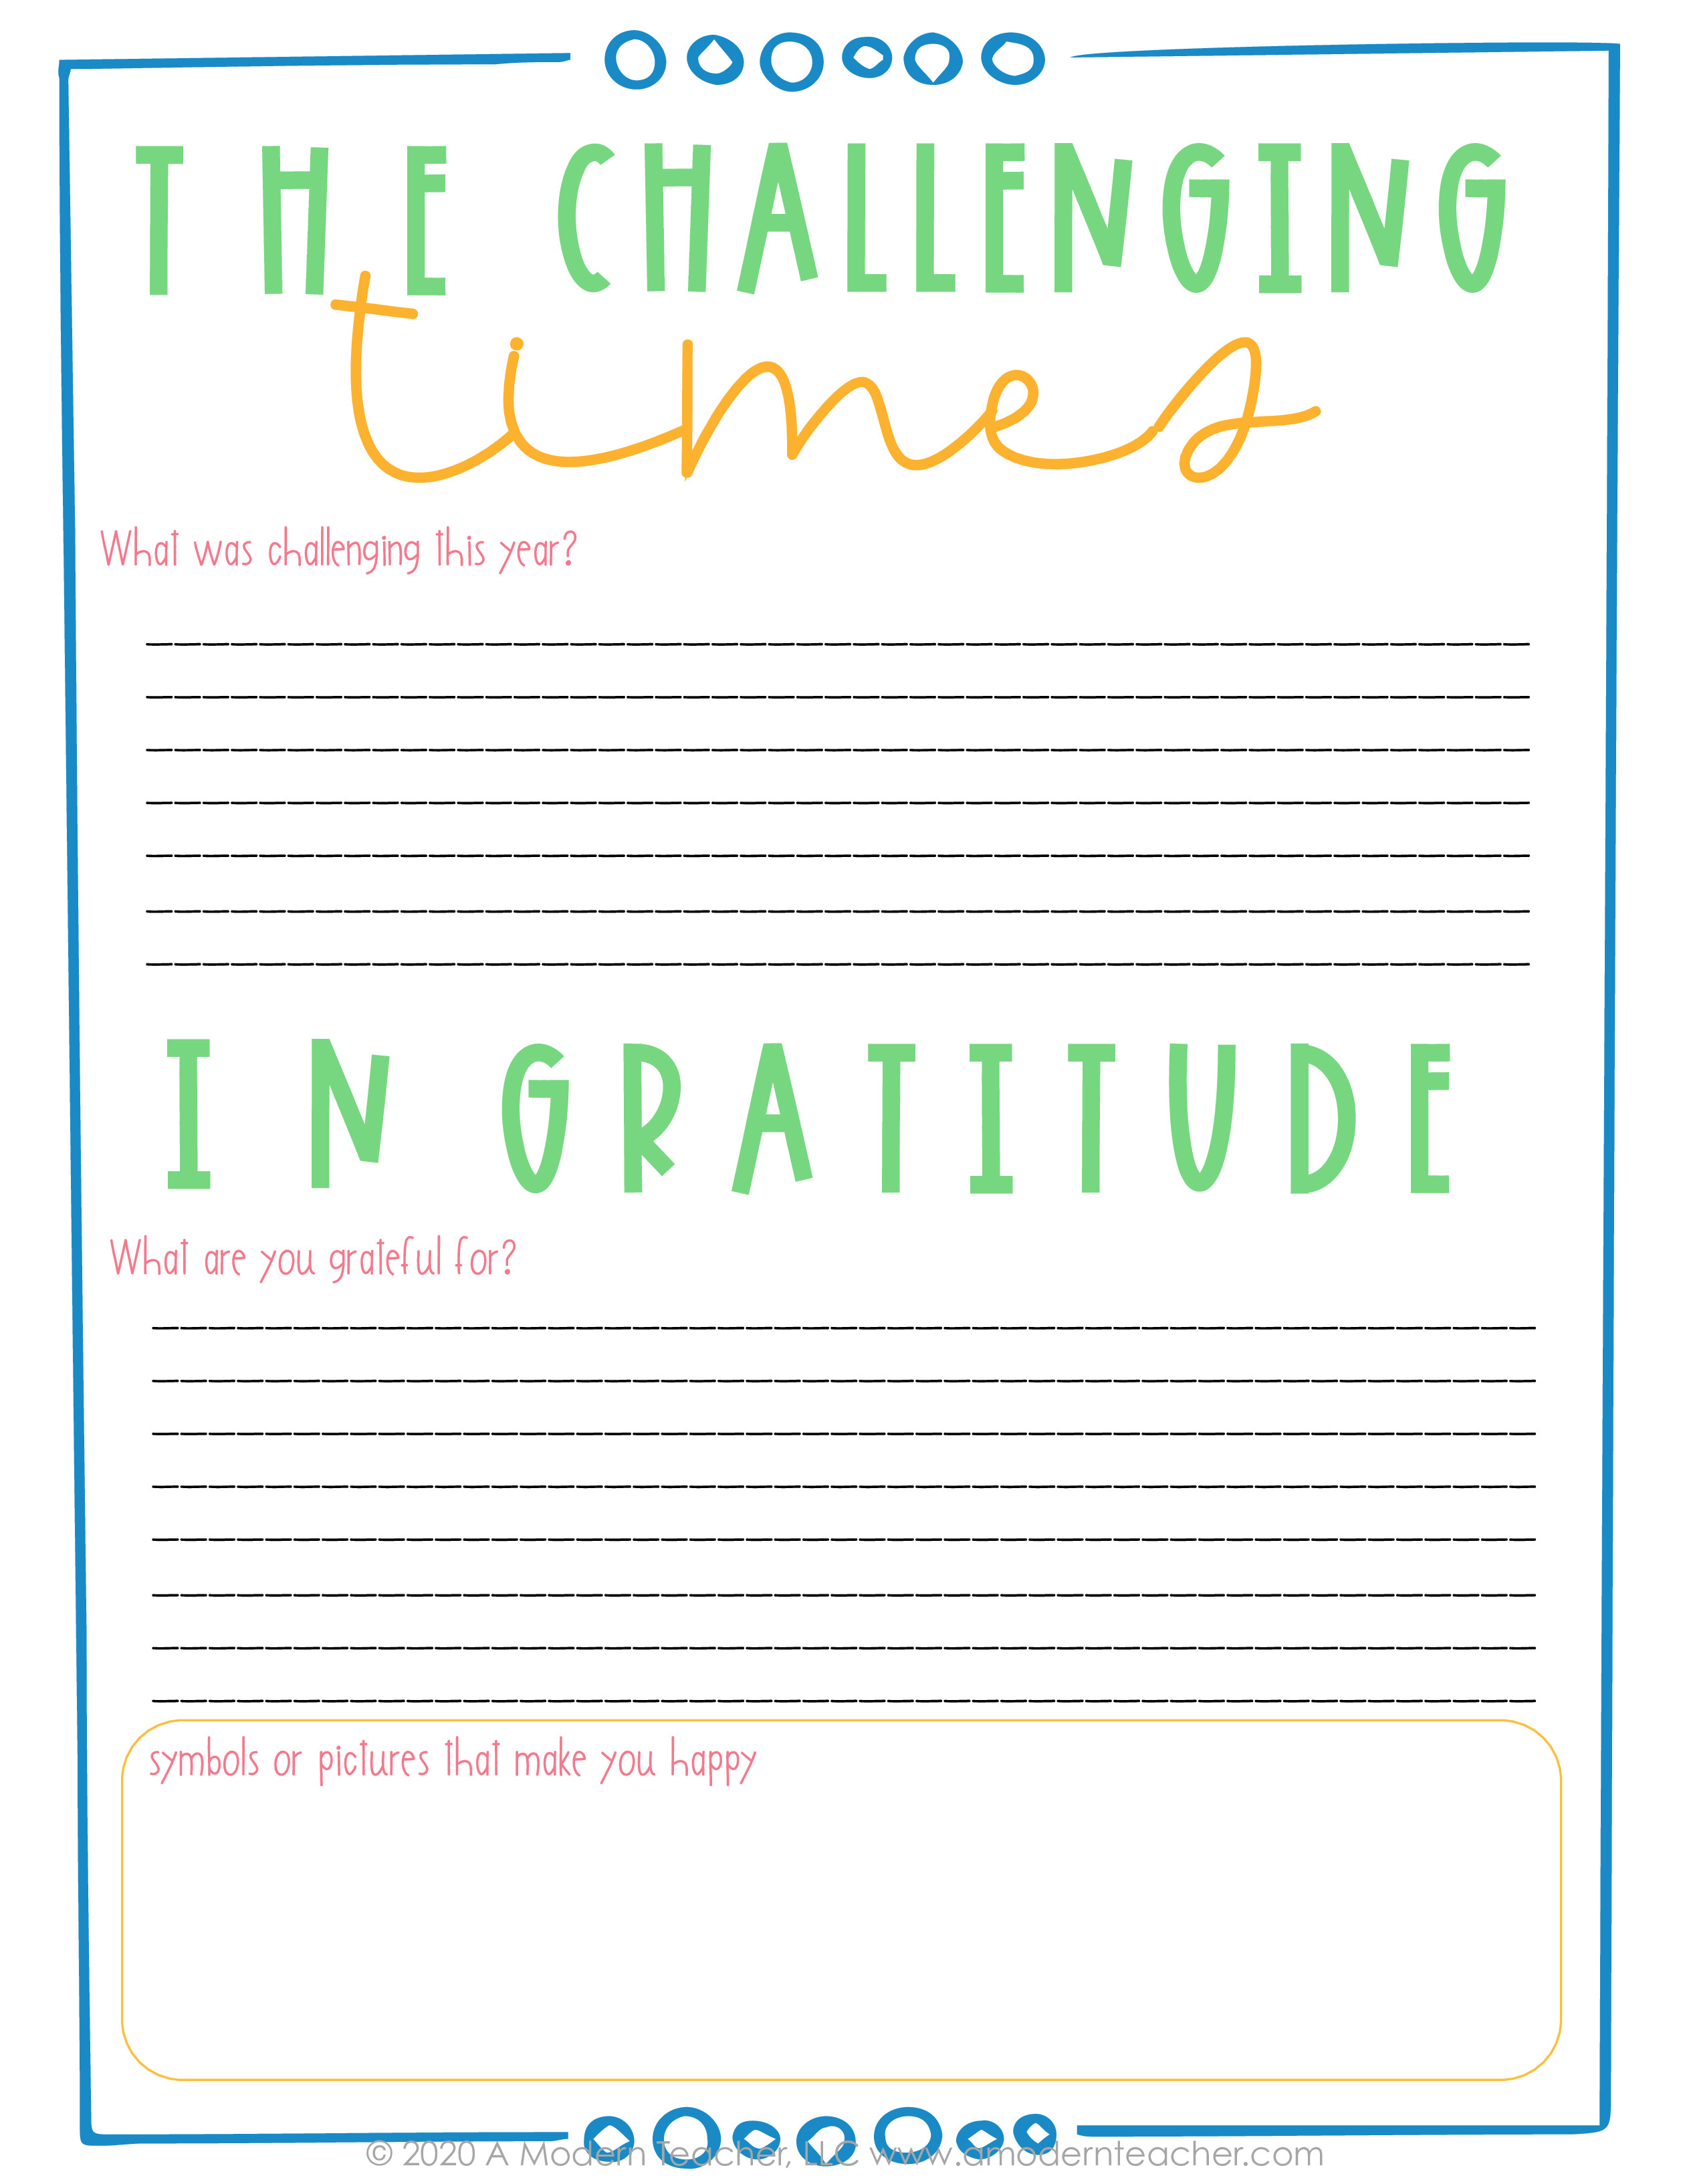 THE CHALLENGING
times
What was challenging this year?
IN GRATITUDE
What are you grateful for?
symbols or pictures that make you happy
© 2020 A Modern Teacher, LLC www.amodernteacher.com